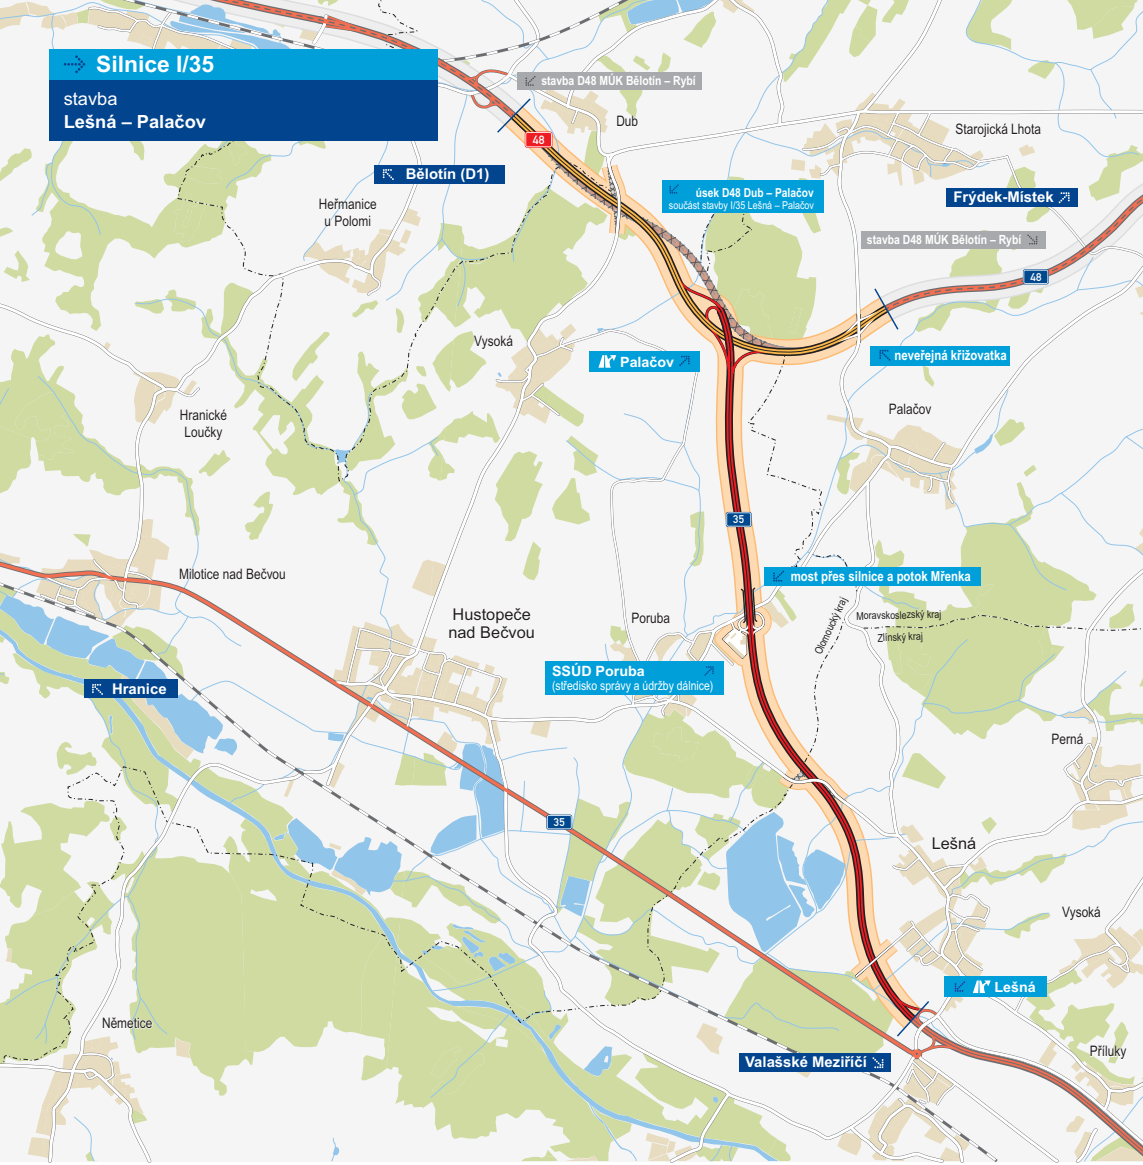 Silnice I/35
stavba
Lešná – Palačov
stavba D48 MÚK Bělotín – Rybí
Dub
48
Starojická Lhota
Bělotín (D1)
úsek D48 Dub – Palačov
součást stavby I/35 Lešná – Palačov
Frýdek-Místek
Heřmanice
u Polomi
stavba D48 MÚK Bělotín – Rybí
48
Vysoká
Palačov
neveřejná křižovatka
Hranické
Loučky
Palačov
35
Milotice nad Bečvou
most přes silnice a potok Mřenka
Hustopeče
nad Bečvou
Poruba
Olomoucký kraj
Moravskoslezský kraj
Zlínský kraj
SSÚD Poruba
(středisko správy a údržby dálnice)
Hranice
Perná
35
Lešná
Vysoká
Lešná
Němetice
Valašské Meziříčí
Příluky